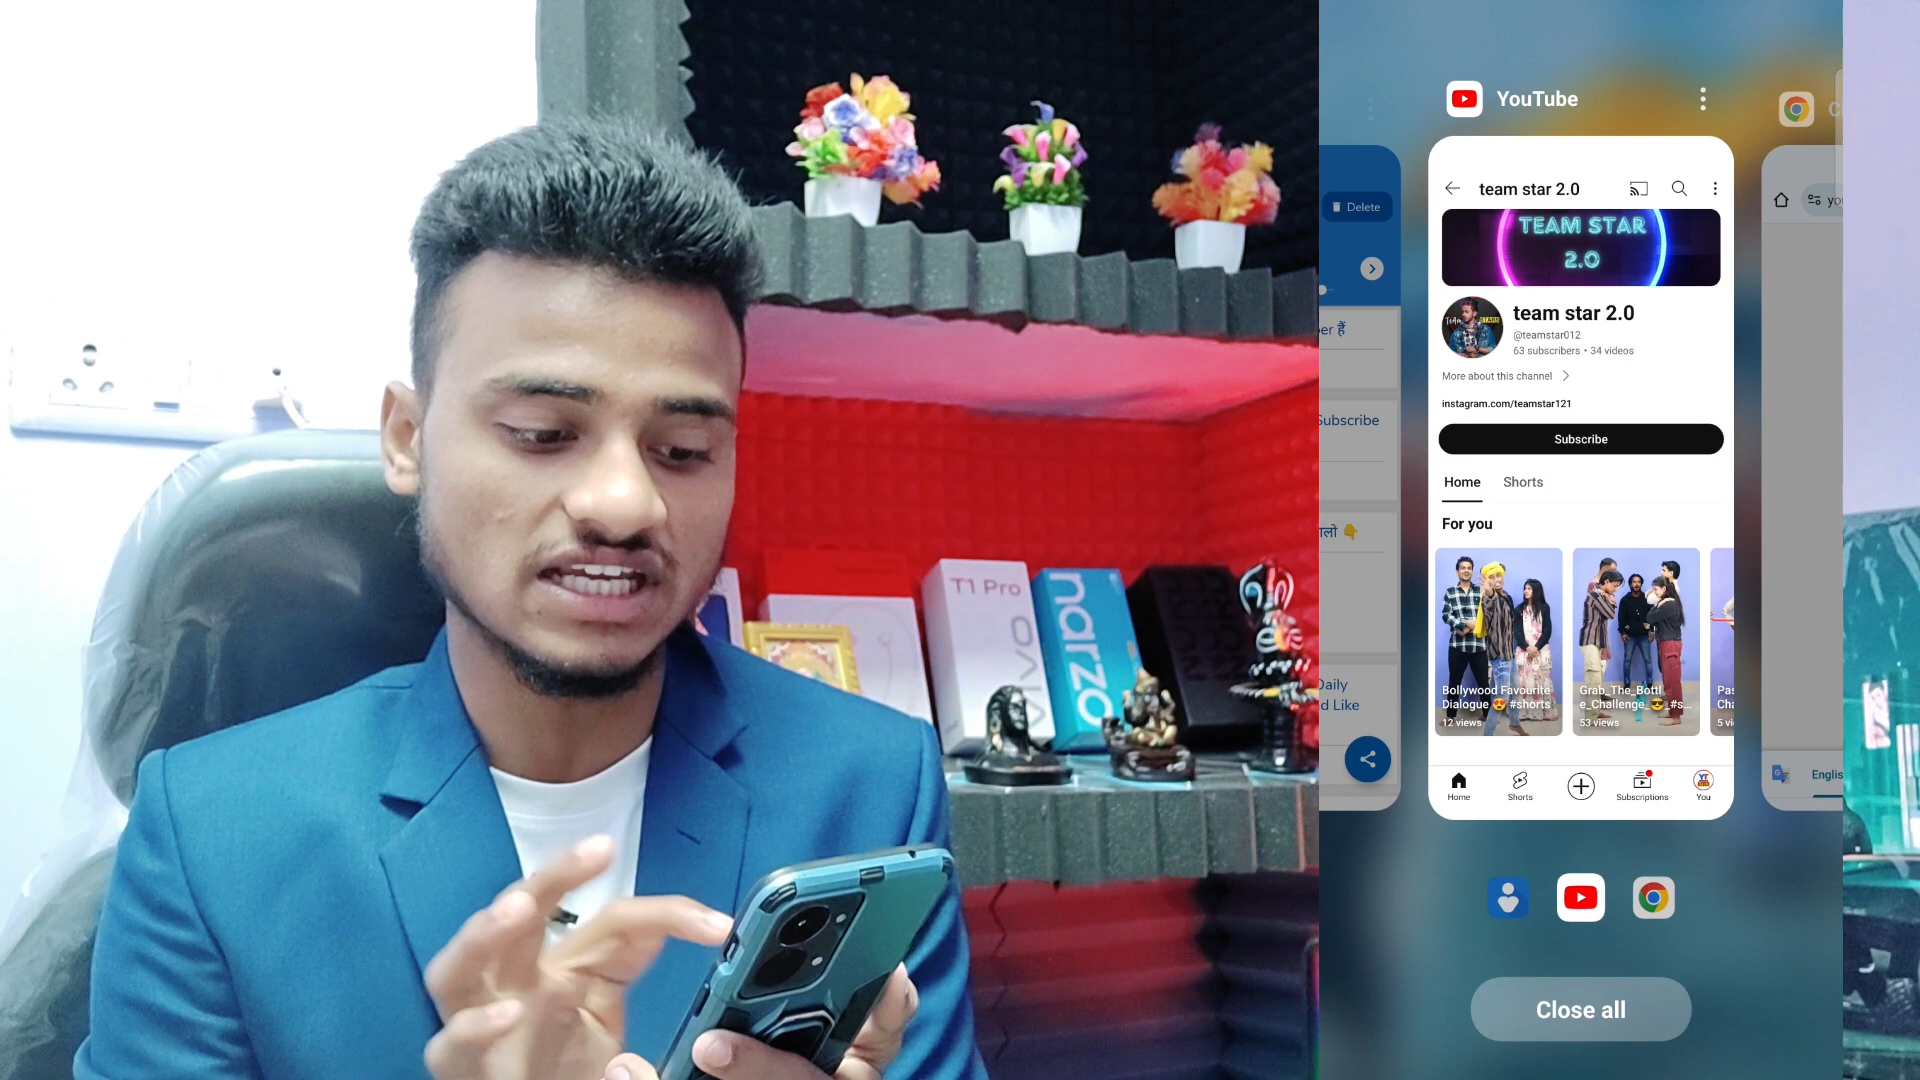 T1 Pro
vivo
narzo
YouTube
Delete
team star 2.0
TEAM STAR
2.0
team star 2.0
@teamstar012
63 subscribers • 34 videos
More about this channel
instagram.com/teamstar121
Subscribe
Home
Shorts
For you
Bollywood Favourite
Dialogue 😍 #shorts
12 views
Grab_The_Bottl
e_Challenge_😎_#s...
53 views
5 vi
Home
Shorts
Subscriptions
You
हैं
Subscribe
Daily
Like
Close all